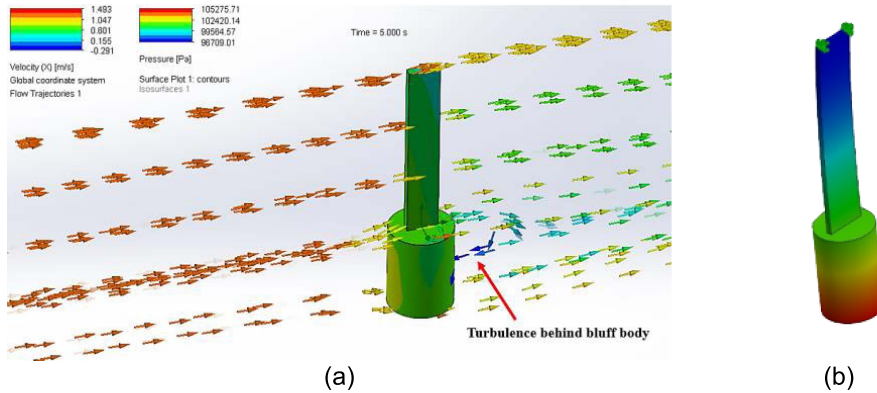 1.493
1.047
0.601
0.155
-0.291
Velocity (X) [m/s]
Global coordinate system
Flow Trajectories 1
105275.71
102420.14
99564.57
96709.01
Pressure [Pa]
Surface Plot 1: contours
Isosurfaces 1
Time = 5.000 s
Turbulence behind bluff body
(a)
(b)